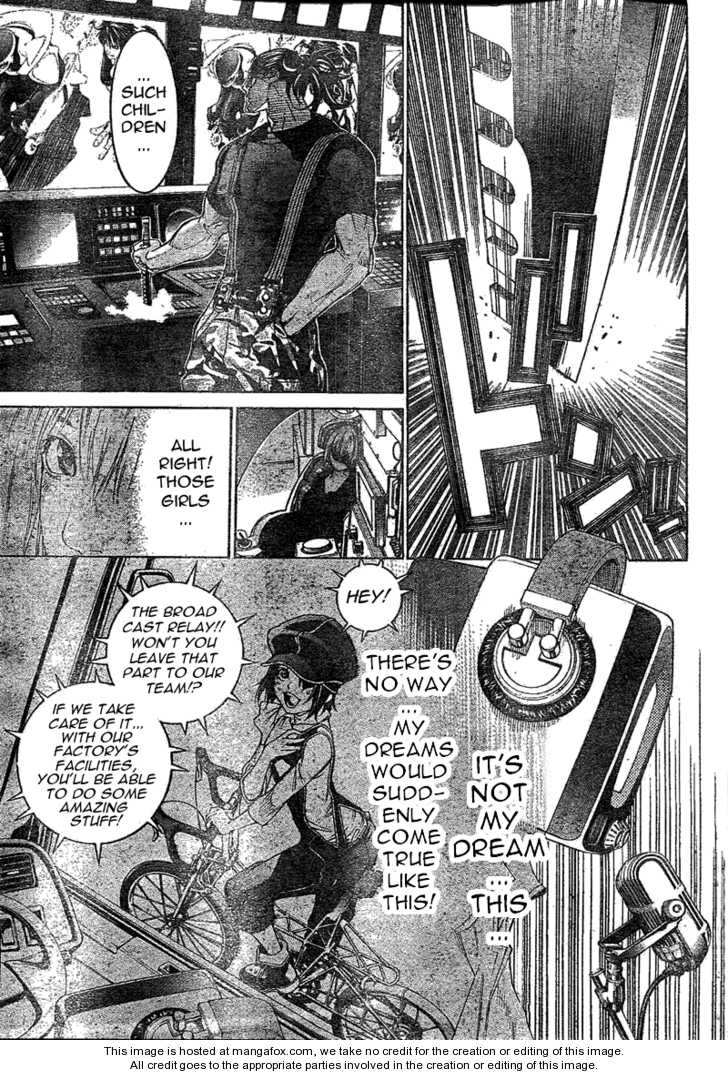 ド
...
SUCH
CHIL-
DREN
...
ALL
RIGHT!
THOSE
GIRLS
...
HEY!
THE BROAD
CAST RELAY!!
WON'T YOU
LEAVE THAT
PART TO OUR
TEAM!?
IF WE TAKE
CARE OF IT...
WITH OUR
FACTORY'S
FACILITIES,
YOU'LL BE ABLE
TO DO SOME
AMAZING
STUFF!
IT'S
NOT
MY
DREAM
...
THIS
...
THERE'S
NO WAY
...
MY
DREAMS
WOULD
SUDD-
ENLY
COME
TRUE
LIKE
THIS!
This image is hosted at mangafox.com, we take no credit for the creation or editing of this image.
All credit goes to the appropriate parties involved in the creation or editing of this image.